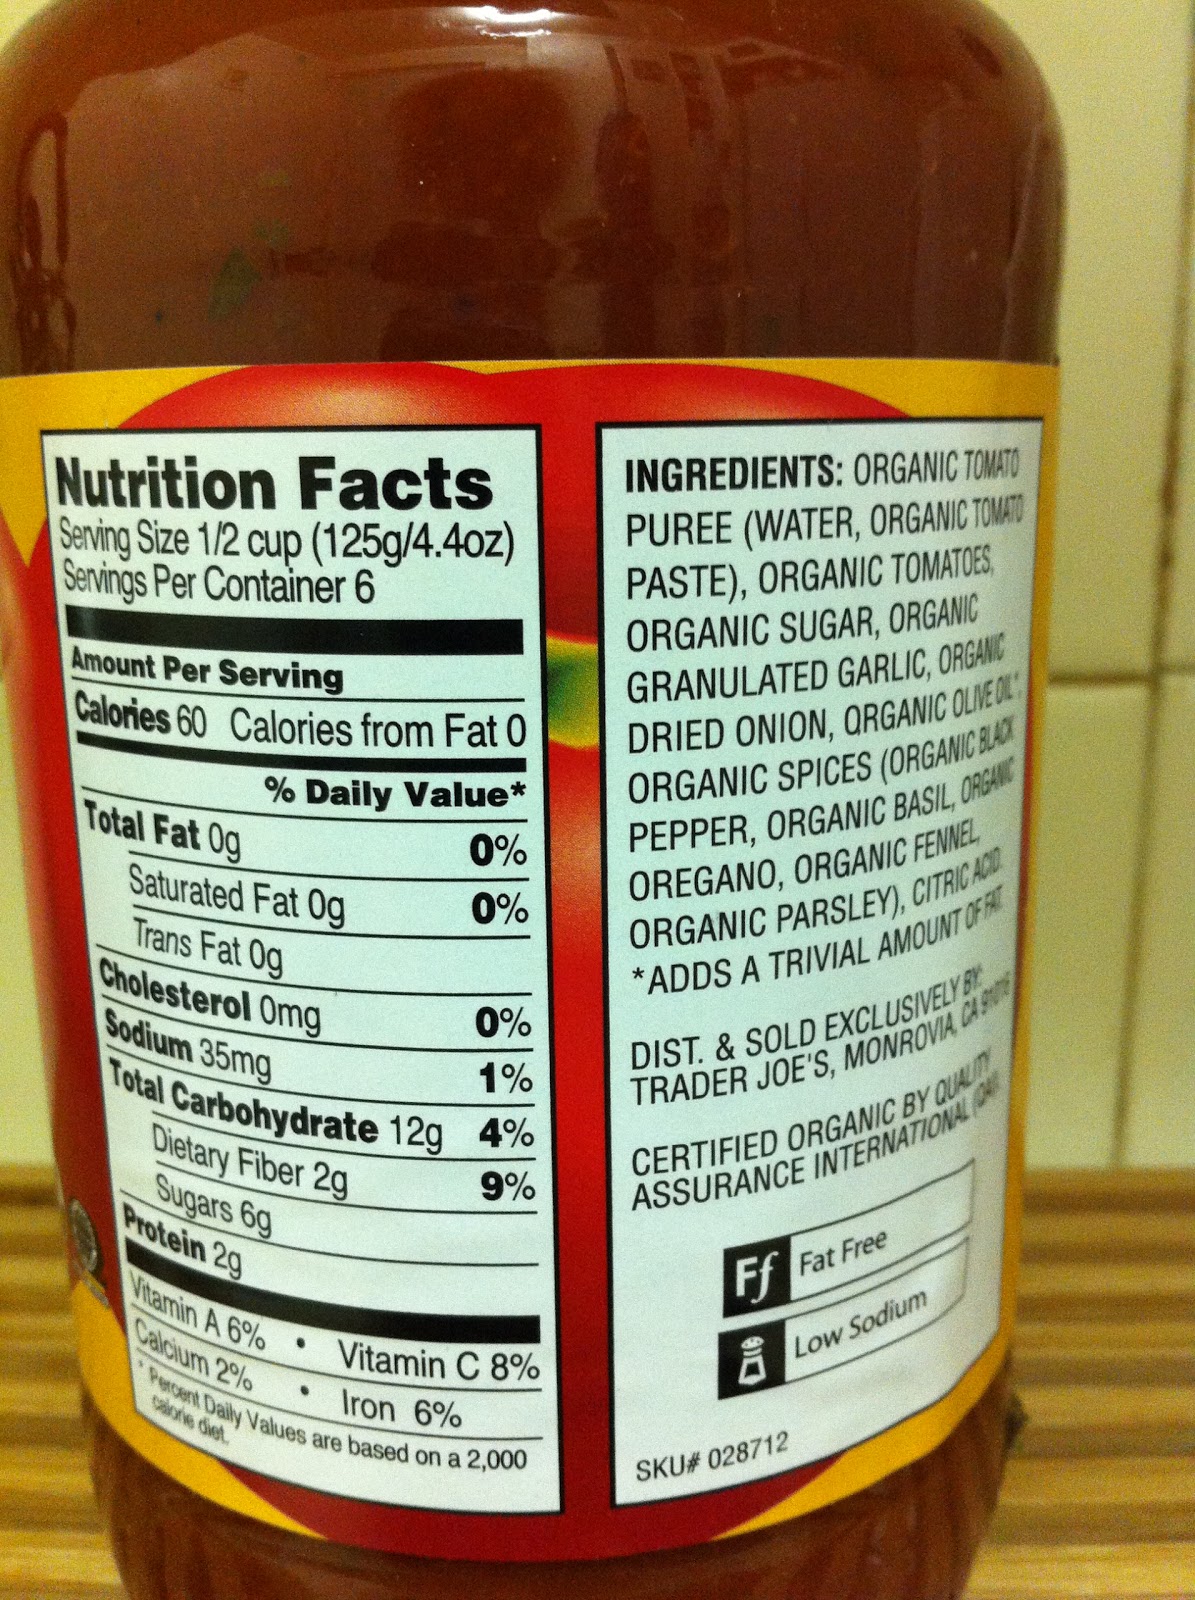 Nutrition Facts
Serving Size 1/2 cup (125g/4.4oz)
Servings Per Container 6
Amount Per Serving
Calories 60 Calories from Fat 0
% Daily Value*
Total Fat 0g 0%
Saturated Fat 0g 0%
Trans Fat 0g
Cholesterol 0mg 0%
Sodium 35mg 1%
Total Carbohydrate 12g 4%
Dietary Fiber 2g 9%
Sugars 6g
Protein 2g
Vitamin A 6% • Vitamin C 8%
Calcium 2% • Iron 6%
* Percent Daily Values are based on a 2,000
calorie diet.
INGREDIENTS: ORGANIC TOMATO
PUREE (WATER, ORGANIC TOMATO
PASTE), ORGANIC TOMATOES,
ORGANIC SUGAR, ORGANIC
GRANULATED GARLIC, ORGANIC
DRIED ONION, ORGANIC OLIVE OIL*,
ORGANIC SPICES (ORGANIC BLACK
PEPPER, ORGANIC BASIL, ORGANIC
OREGANO, ORGANIC FENNEL,
ORGANIC PARSLEY), CITRIC ACID.
*ADDS A TRIVIAL AMOUNT OF FAT.
DIST. & SOLD EXCLUSIVELY BY:
TRADER JOE'S, MONROVIA, CA 91016
CERTIFIED ORGANIC BY QUALITY
ASSURANCE INTERNATIONAL (QAI)
Ff Fat Free
Low Sodium
SKU# 028712